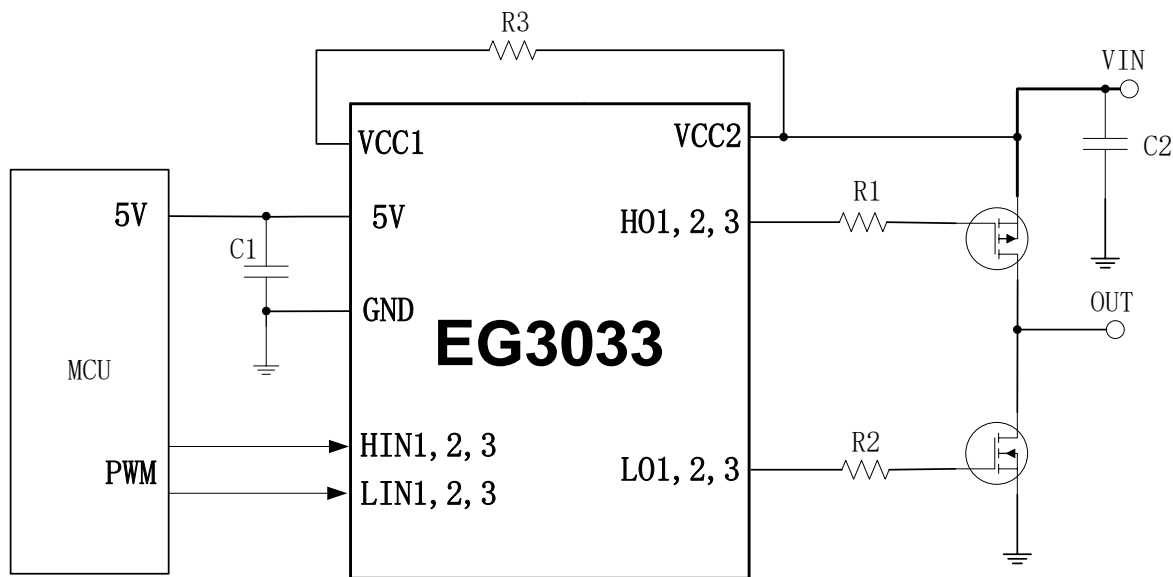 R3
VIN
VCC1
VCC2
C2
5V
5V
HO1, 2, 3
R1
C1
GND
OUT
EG3033
MCU
HIN1, 2, 3
R2
PWM
LIN1, 2, 3
LO1, 2, 3